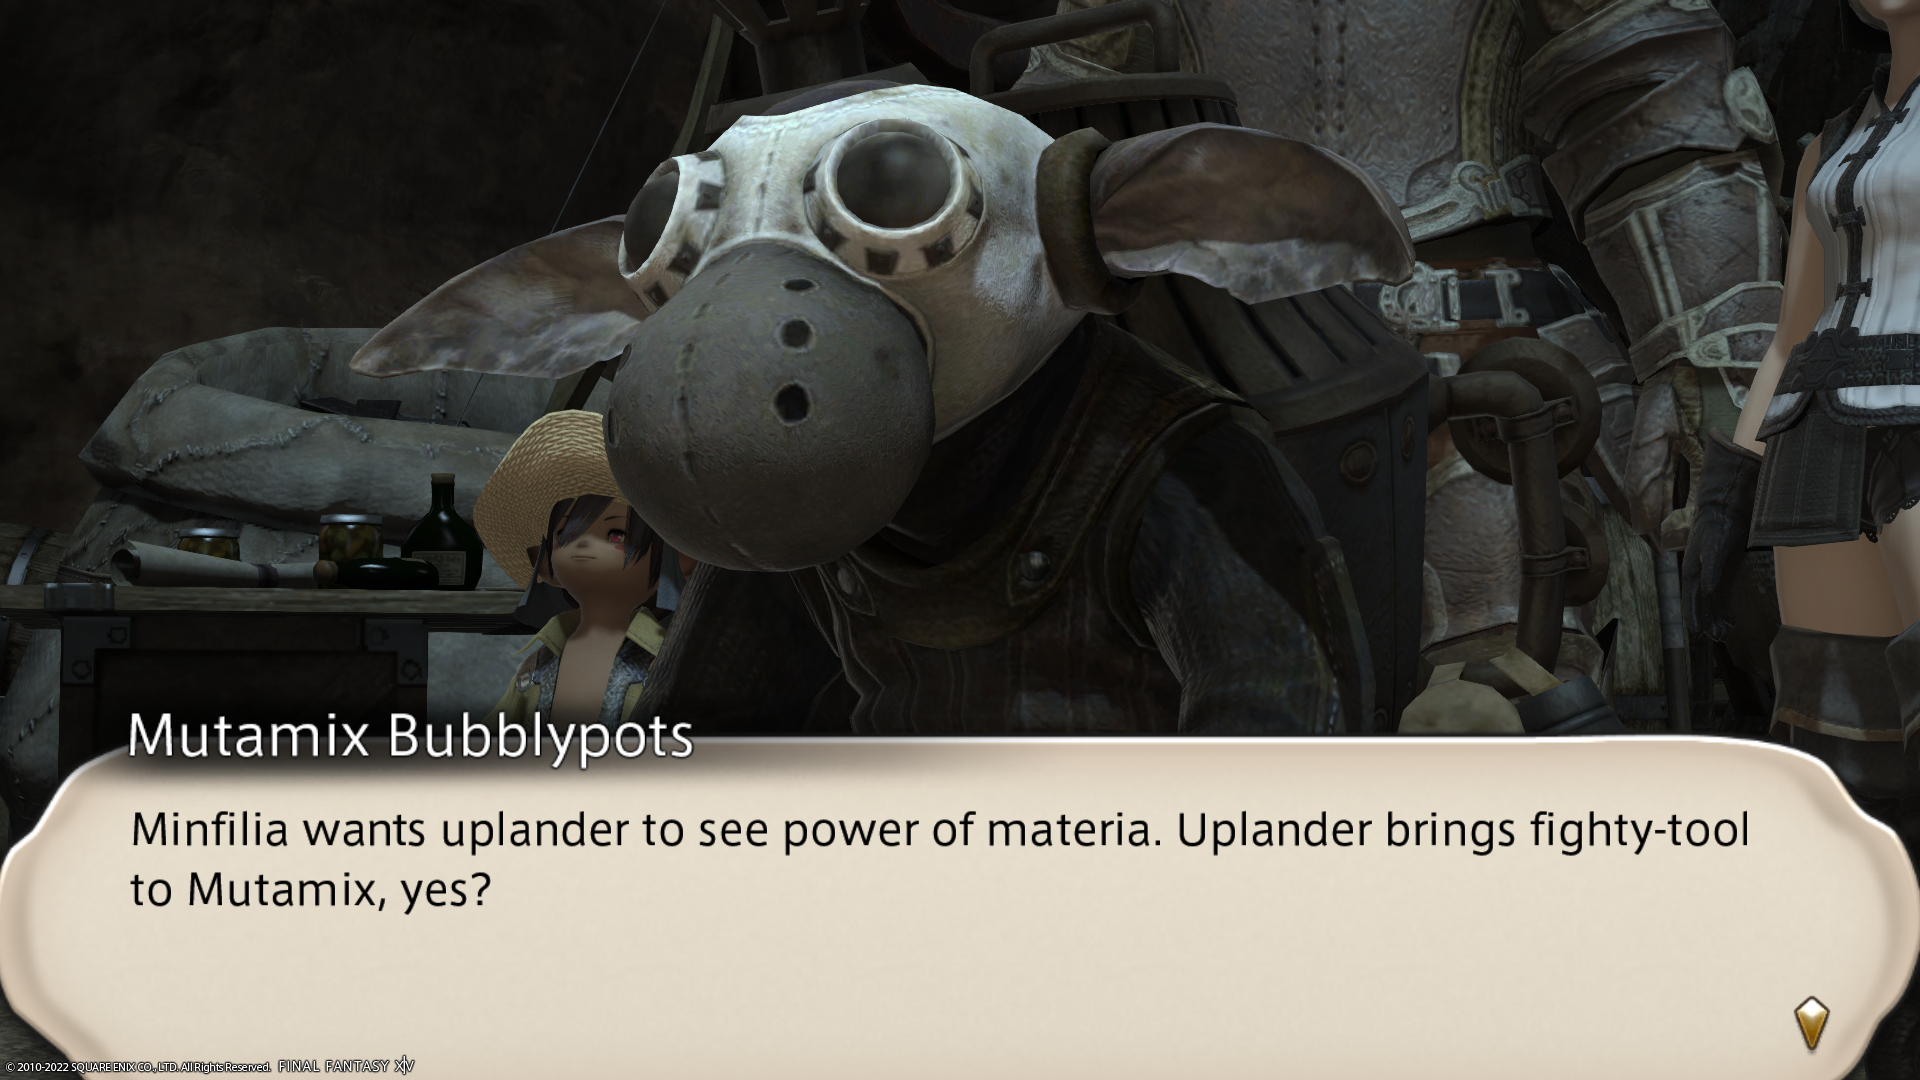 Mutamix Bubblypots
Minfilia wants uplander to see power of materia. Uplander brings fighty-tool
to Mutamix, yes?
© 2010-2022 SQUARE ENIX CO., LTD. All Rights Reserved. FINAL FANTASY XIV